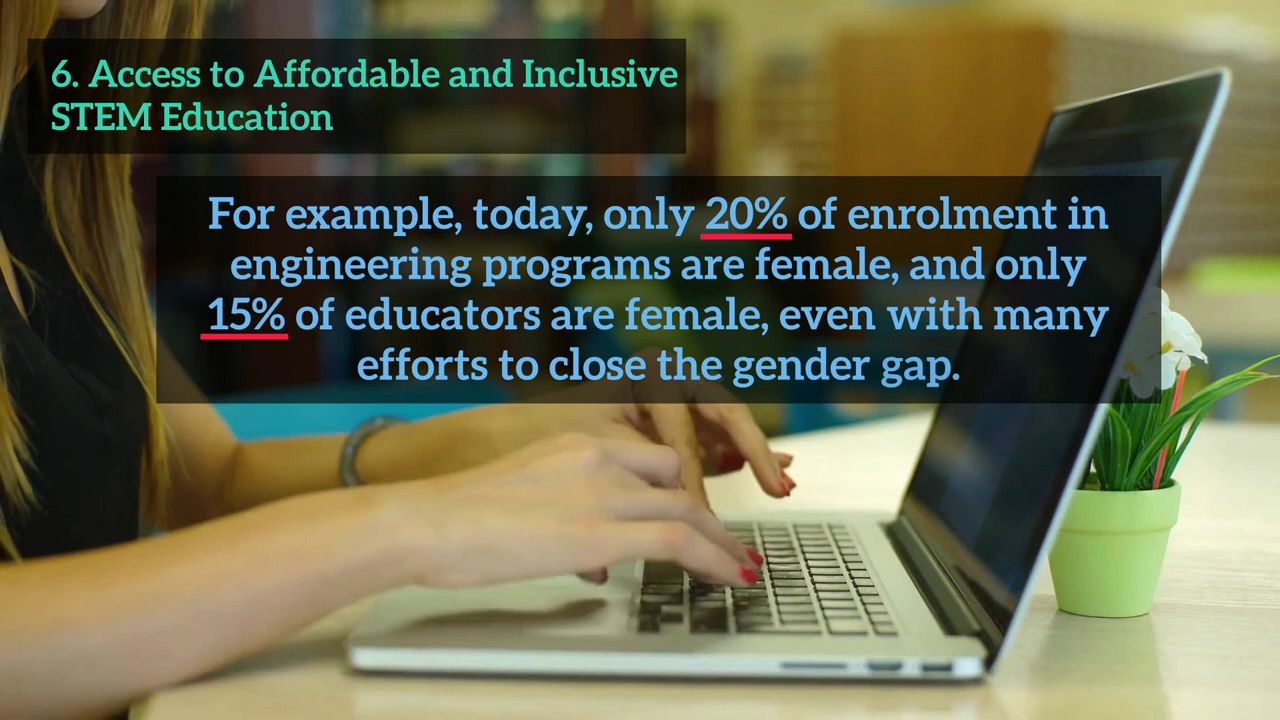 6. Access to Affordable and Inclusive
STEM Education
For example, today, only 20% of enrolment in
engineering programs are female, and only
15% of educators are female, even with many
efforts to close the gender gap.